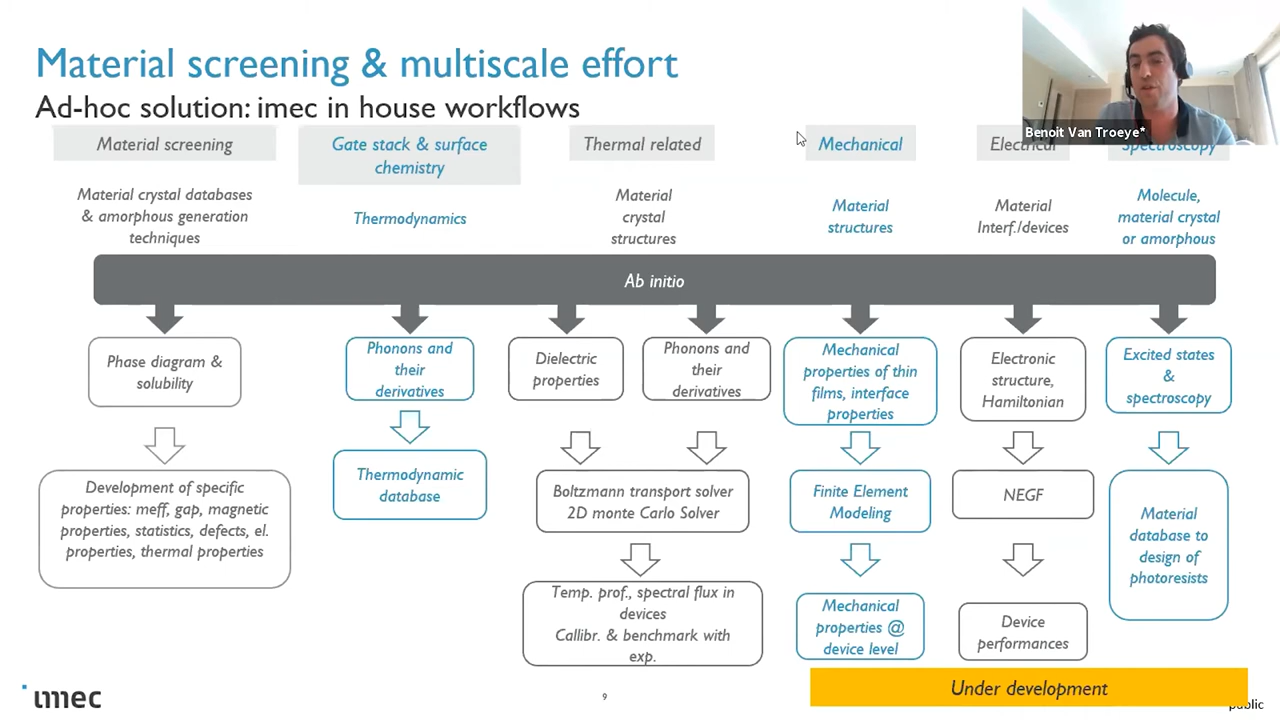 Material screening & multiscale effort
Ad-hoc solution: imec in house workflows
Benoit Van Troeye*
Material screening
Gate stack & surface
chemistry
Thermal related
Mechanical
Electrical
Spectroscopy
Material crystal databases
& amorphous generation
techniques
Thermodynamics
Material
crystal
structures
Material
structures
Material
Interf./devices
Molecule,
material crystal
or amorphous
Ab initio
Phase diagram &
solubility
Phonons and
their
derivatives
Dielectric
properties
Phonons and
their
derivatives
Mechanical
properties of thin
films, interface
properties
Electronic
structure,
Hamiltonian
Excited states
&
spectroscopy
Development of specific
properties: meff, gap, magnetic
properties, statistics, defects, el.
properties, thermal properties
Thermodynamic
database
Boltzmann transport solver
2D monte Carlo Solver
Finite Element
Modeling
NEGF
Material
database to
design of
photoresists
Temp. prof., spectral flux in
devices
Callibr. & benchmark with
exp.
Mechanical
properties @
device level
Device
performances
Under development
imec
9
public